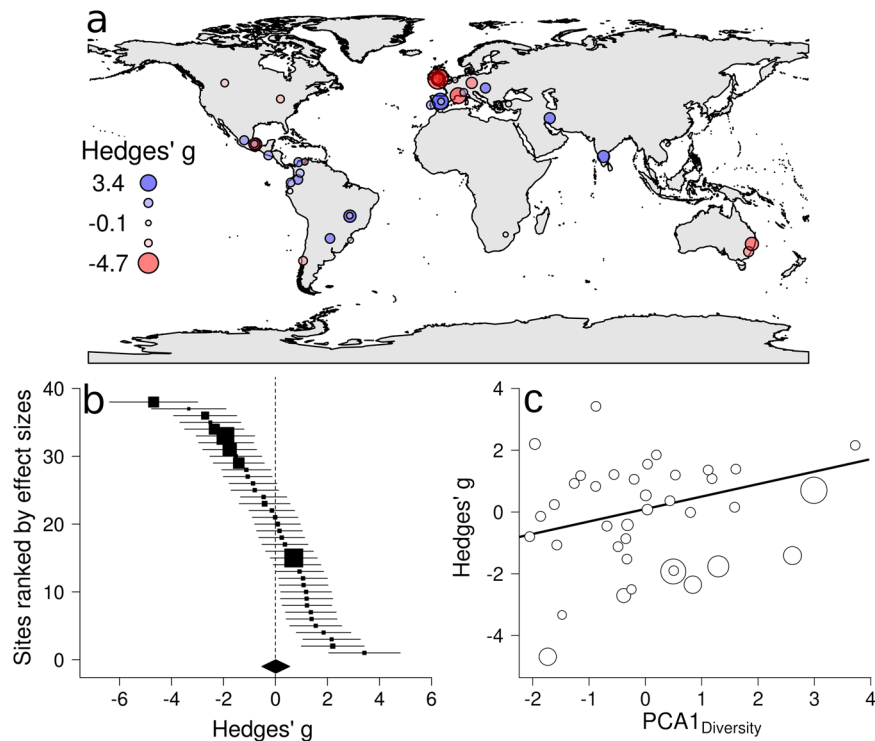 a
Hedges' g
3.4
-0.1
-4.7
b
40
30
20
10
0
Sites ranked by effect sizes
-6 -4 -2 0 2 4 6
Hedges' g
c
4
2
0
-2
-4
Hedges' g
-2 -1 0 1 2 3 4
PCA1Diversity